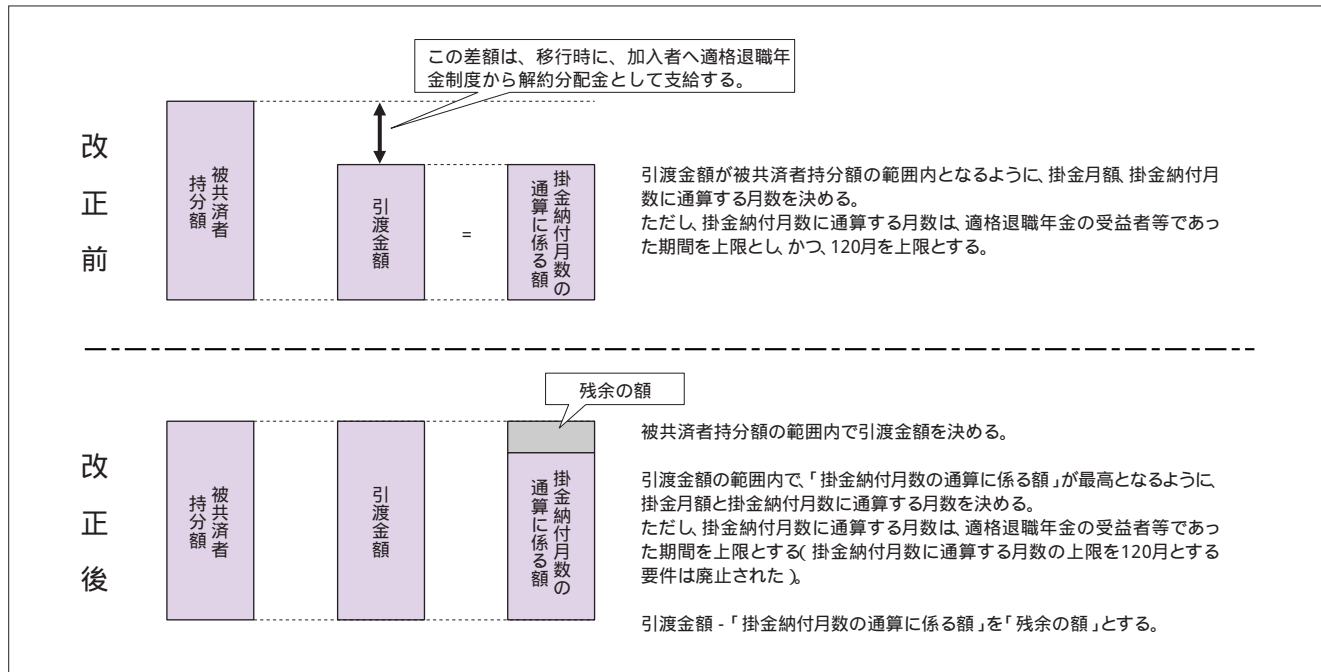 この差額は、移行時に、加入者へ適格退職年
金制度から解約分配金として支給する。
改正前
被共済者
持分額
引渡金額
=
掛金納付月数の
通算に係る額
引渡金額が被共済者持分額の範囲内となるように、掛金月額、掛金納付月
数に通算する月数を決める。
ただし、掛金納付月数に通算する月数は、適格退職年金の受益者等であっ
た期間を上限とし、かつ、120月を上限とする。
残余の額
改正後
被共済者
持分額
引渡金額
掛金納付月数の
通算に係る額
被共済者持分額の範囲内で引渡金額を決める。
引渡金額の範囲内で、「掛金納付月数の通算に係る額」が最高となるように、
掛金月額と掛金納付月数に通算する月数を決める。
ただし、掛金納付月数に通算する月数は、適格退職年金の受益者等であっ
た期間を上限とする(掛金納付月数に通算する月数の上限を120月とする
要件は廃止された)。
引渡金額 - 「掛金納付月数の通算に係る額」を「残余の額」とする。